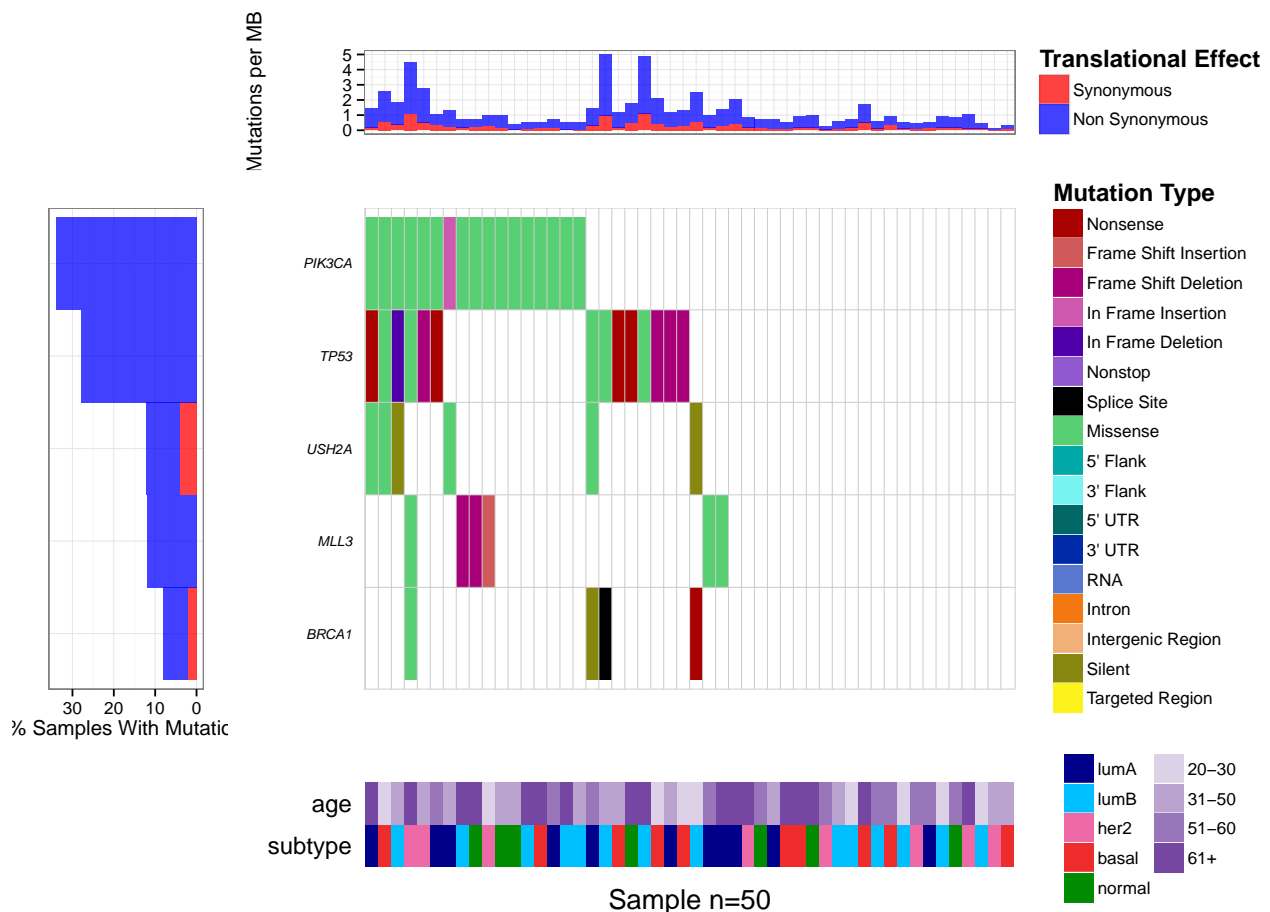 Mutations per MB
5
4
3
2
1
0
Translational Effect
Synonymous
Non Synonymous
PIK3CA
TP53
USH2A
MLL3
BRCA1
30 20 10 0
% Samples With Mutatic
Mutation Type
Nonsense
Frame Shift Insertion
Frame Shift Deletion
In Frame Insertion
In Frame Deletion
Nonstop
Splice Site
Missense
5' Flank
3' Flank
5' UTR
3' UTR
RNA
Intron
Intergenic Region
Silent
Targeted Region
age
subtype
Sample n=50
lumA 20−30
lumB 31−50
her2 51−60
basal 61+
normal